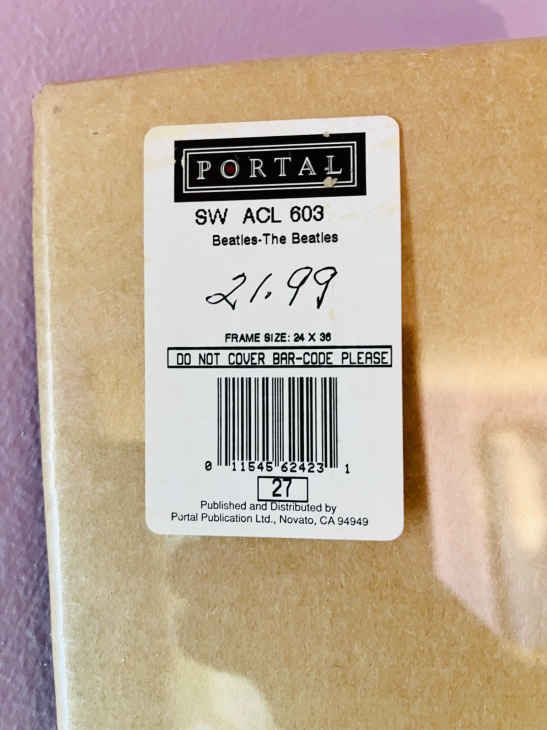 PORTAL
SW ACL 603
Beatles-The Beatles
21.99
FRAME SIZE: 24 X 36
DO NOT COVER BAR-CODE PLEASE
0 11545 62423 1
27
Published and Distributed by
Portal Publication Ltd., Novato, CA 94949